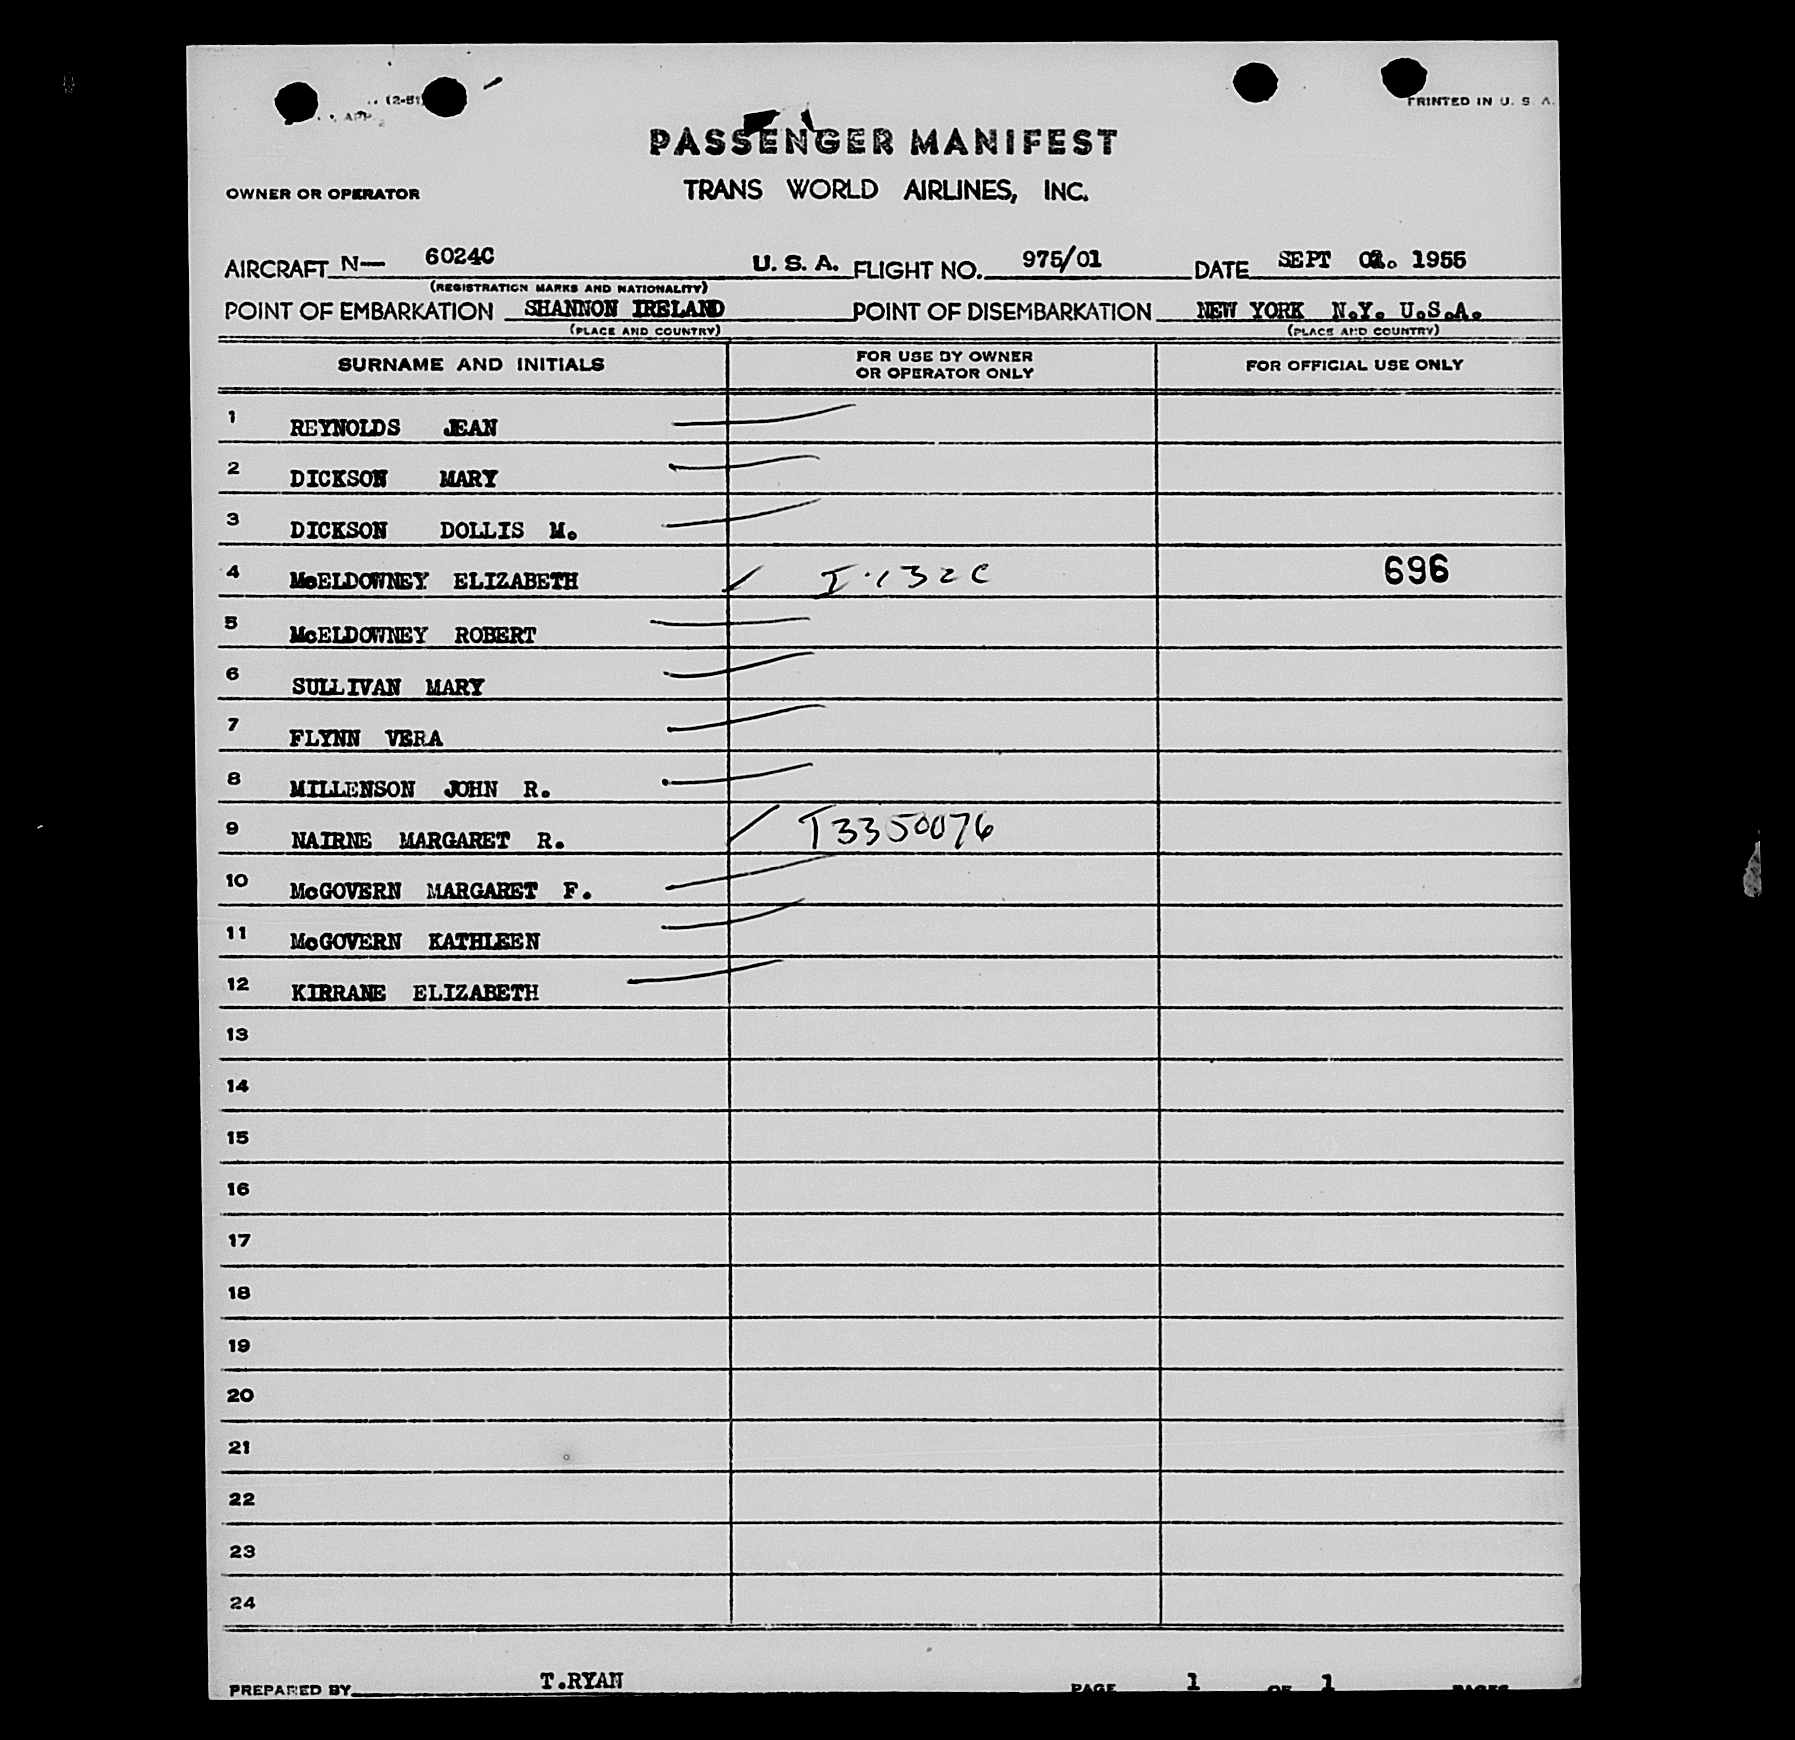 (2-51)
PRINTED IN U. S. A.
PASSENGER MANIFEST
OWNER OR OPERATOR TRANS WORLD AIRLINES, INC.
AIRCRAFT N— 6024C U. S. A. FLIGHT NO. 975/01 DATE SEPT 1955
(REGISTRATION MARKS AND NATIONALITY)
POINT OF EMBARKATION SHANNON IRELAND POINT OF DISEMBARKATION NEW YORK N.Y. U.S.A.
(PLACE AND COUNTRY) (PLACE AND COUNTRY)
SURNAME AND INITIALS FOR USE BY OWNER OR OPERATOR ONLY FOR OFFICIAL USE ONLY
1 REYNOLDS JEAN
2 DICKSON MARY
3 DICKSON DOLLIS M.
4 McELDOWNEY ELIZABETH 696
5 McELDOWNEY ROBERT
6 SULLIVAN MARY
7 FLYNN VERA
8 MILLENSON JOHN R.
9 NAIRNE MARGARET R. T3350076
10 McGOVERN MARGARET F.
11 McGOVERN KATHLEEN
12 KIRRANE ELIZABETH
13
14
15
16
17
18
19
20
21
22
23
24
PREPARED BY T.RYAN PAGE 1 OF 1 PAGES